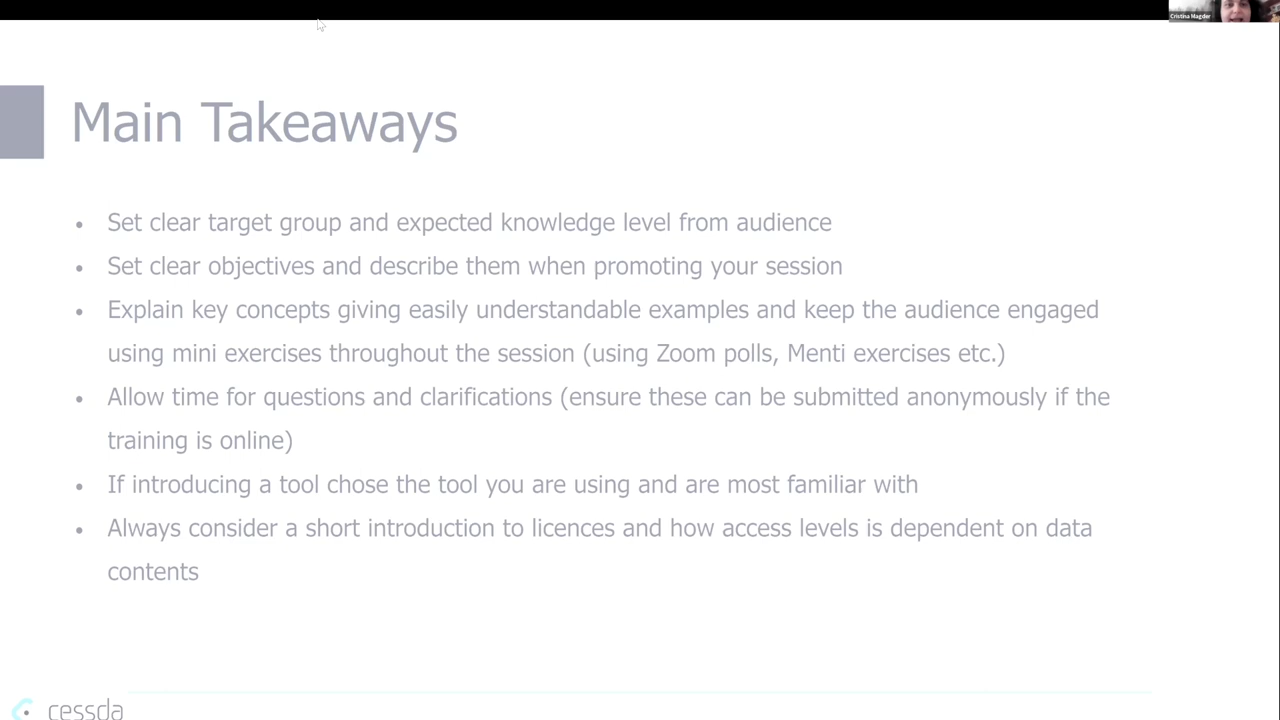 Cristina Magder
Main Takeaways
• Set clear target group and expected knowledge level from audience
• Set clear objectives and describe them when promoting your session
• Explain key concepts giving easily understandable examples and keep the audience engaged
using mini exercises throughout the session (using Zoom polls, Menti exercises etc.)
• Allow time for questions and clarifications (ensure these can be submitted anonymously if the
training is online)
• If introducing a tool chose the tool you are using and are most familiar with
• Always consider a short introduction to licences and how access levels is dependent on data
contents
cessda